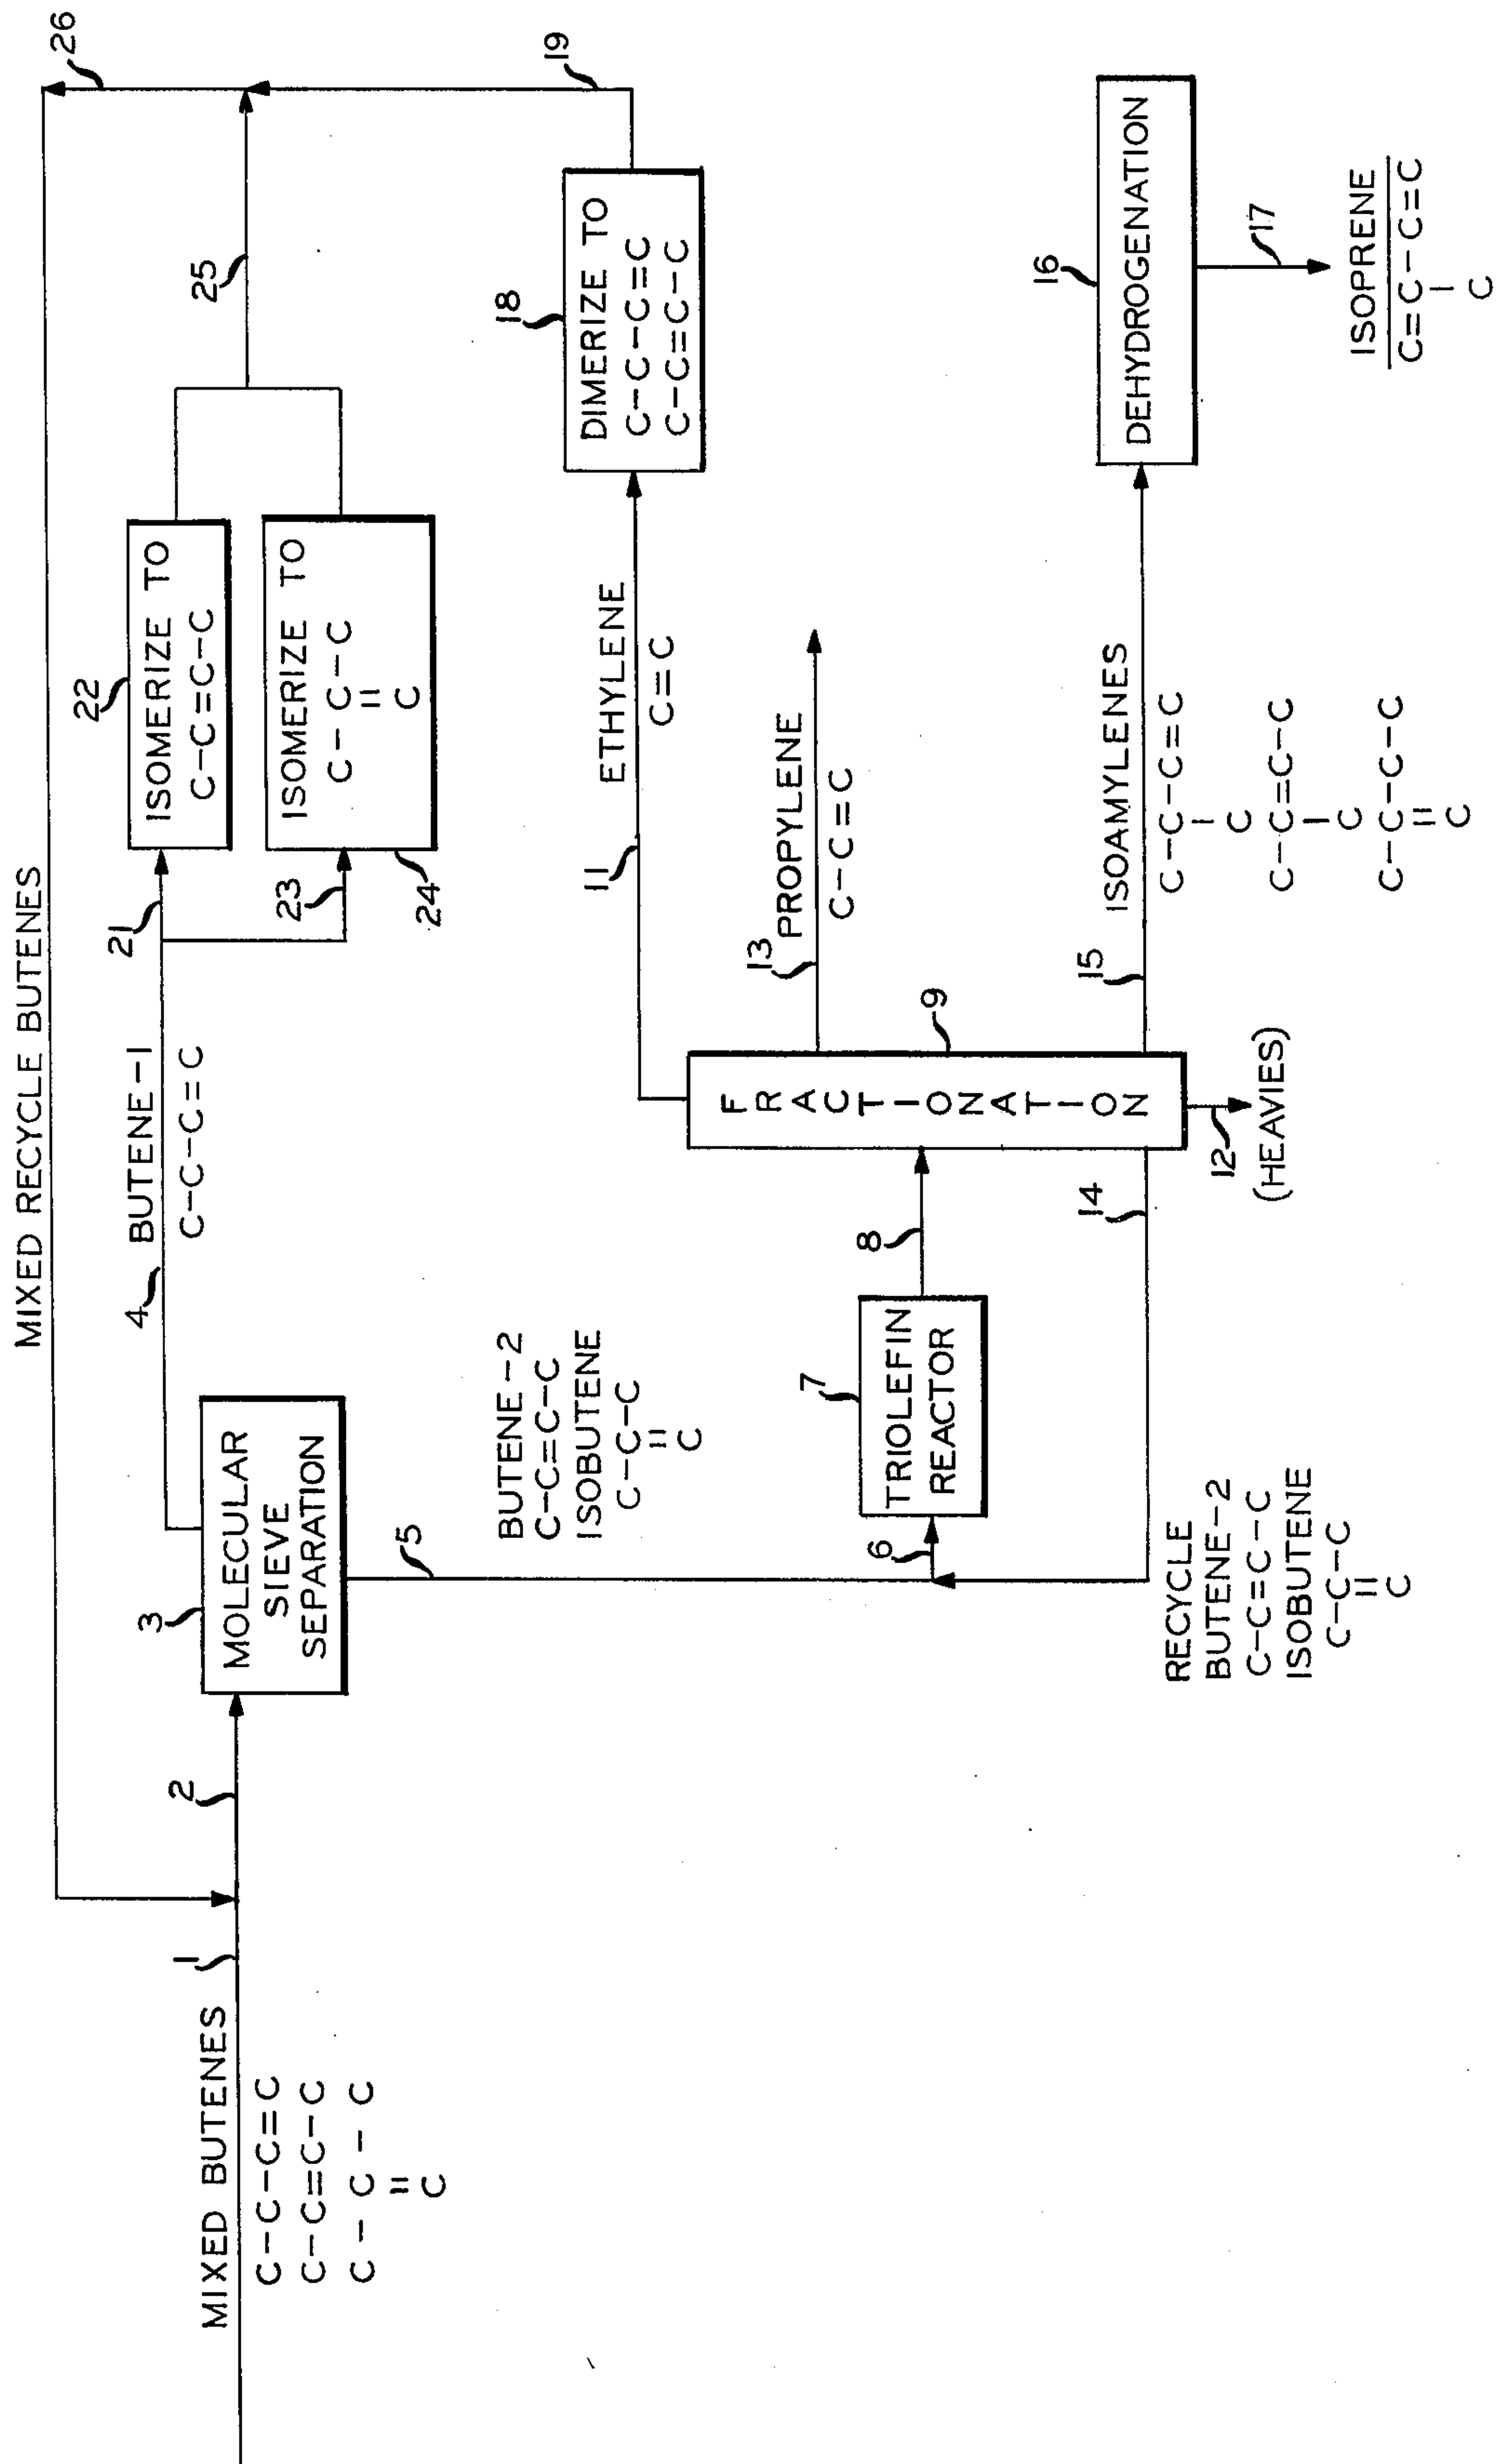 MIXED RECYCLE BUTENES
26
MIXED BUTENES
1
C-C-C=C
C-C=C-C
C-C-C
=
C
2
3
MOLECULAR
SIEVE
SEPARATION
4
BUTENE-1
C-C-C=C
21
22
ISOMERIZE TO
C-C=C-C
23
24
ISOMERIZE TO
C-C-C
=
C
25
5
BUTENE-2
C-C=C-C
ISOBUTENE
C-C-C
=
C
6
7
TRIOLEFIN
REACTOR
8
9
FRACTIONATION
11
ETHYLENE
C=C
18
DIMERIZE TO
C-C-C=C
C-C=C-C
19
13
PROPYLENE
C-C=C
14
RECYCLE
BUTENE-2
C-C=C-C
ISOBUTENE
C-C-C
=
C
12
(HEAVIES)
15
ISOAMYLENES
C-C-C=C
-
C
C-C=C-C
-
C
C-C-C-C
=
C
16
DEHYDROGENATION
17
ISOPRENE
C=C-C=C
-
C